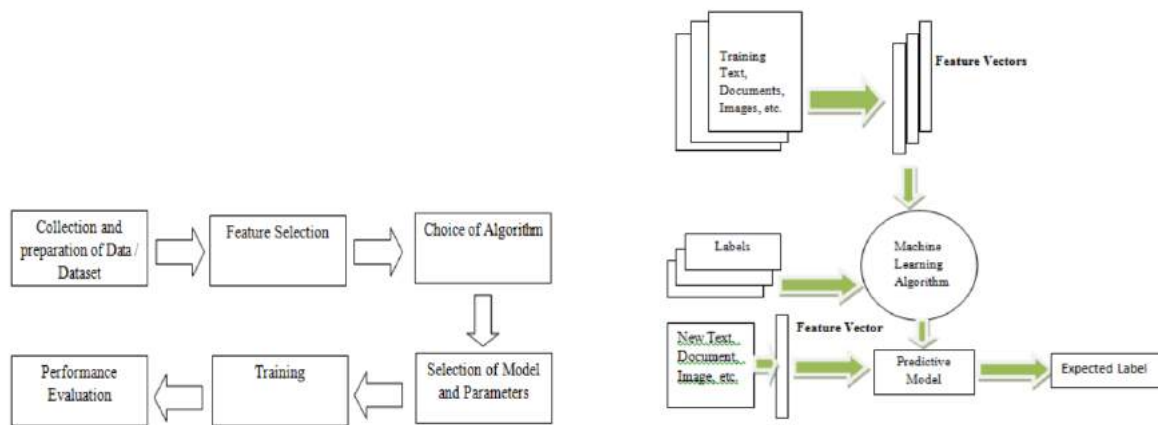 Collection and
preparation of Data /
Dataset
Feature Selection
Choice of Algorithm
Selection of Model
and Parameters
Training
Performance
Evaluation
Training
Text,
Documents,
Images, etc.
Feature Vectors
Labels
Machine
Learning
Algorithm
New Text,
Document,
Image, etc.
Feature Vector
Predictive
Model
Expected Label